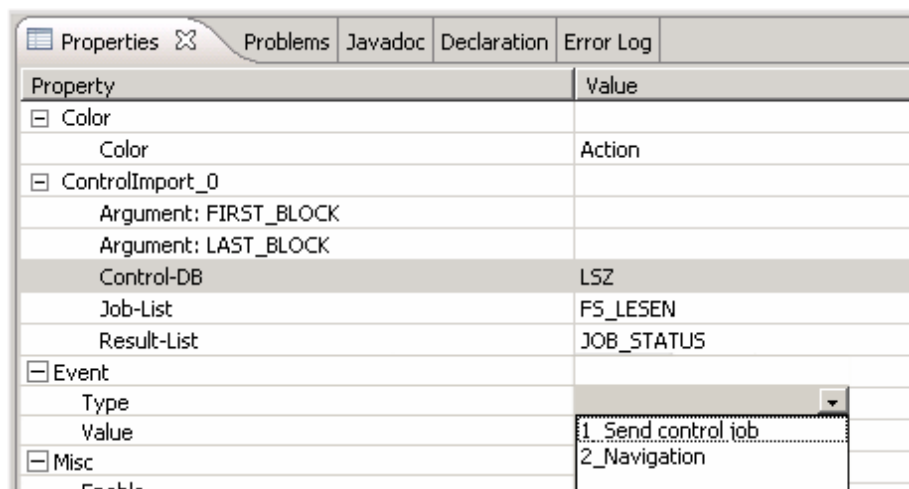 Properties Problems Javadoc Declaration Error Log
Property Value
Color
Color Action
ControlImport_0
Argument: FIRST_BLOCK
Argument: LAST_BLOCK
Control-DB LSZ
Job-List FS_LESEN
Result-List JOB_STATUS
Event
Type
Value 1_Send control job
Misc 2_Navigation